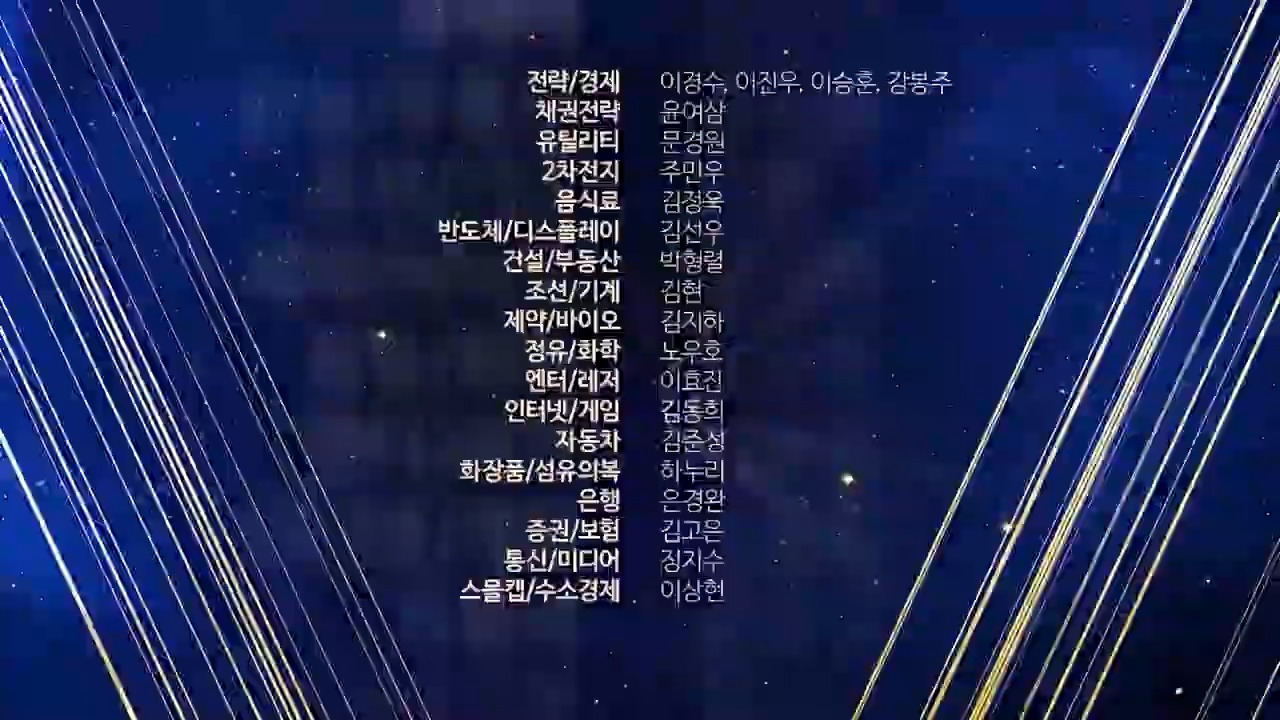 전략/경제 이경수, 이진우, 이승훈, 강봉주
채권전략 윤여삼
유틸리티 문경원
2차전지 주민우
음식료 김정욱
반도체/디스플레이 김선우
건설/부동산 박형렬
조선/기계 김현
제약/바이오 김지하
정유/화학 노우호
엔터/레저 이효진
인터넷/게임 김동희
자동차 김준성
화장품/섬유의복 하누리
은행 은경완
증권/보험 김고은
통신/미디어 정지수
스몰캡/수소경제 이상현